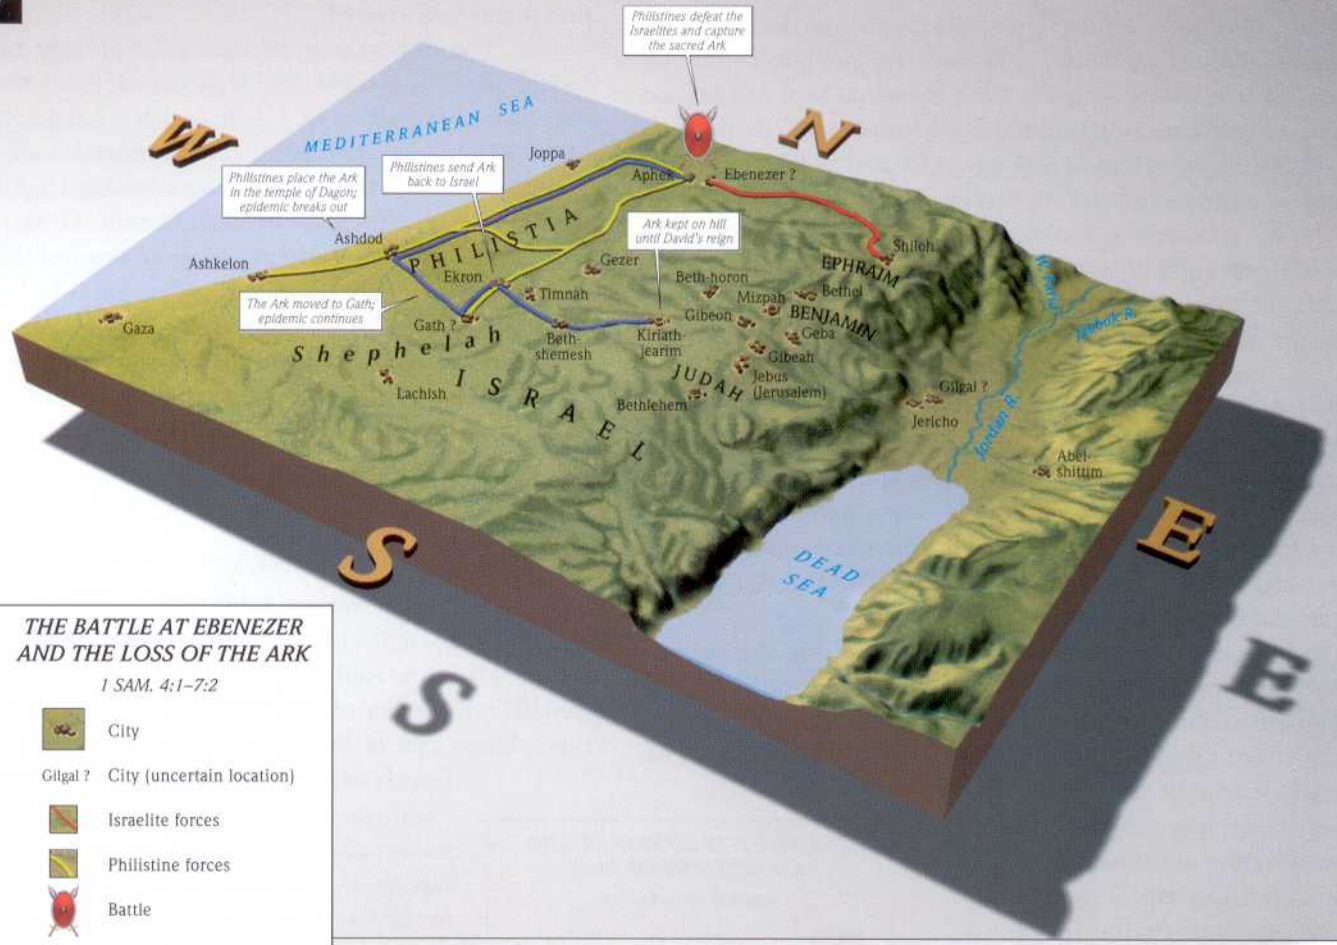 Philistines defeat the
Israelites and capture
the sacred Ark
W
N
MEDITERRANEAN SEA
Joppa
Philistines place the Ark
in the temple of Dagon;
epidemic breaks out
Philistines send Ark
back to Israel
Aphek
Ebenezer ?
Ark kept on hill
until David's reign
Ashdod
PHILISTIA
Ashkelon
Ekron
Gezer
Shiloh
EPHRAIM
W. Faria
Jabbok R.
Beth-horon
Bethel
Timnah
Mizpah
The Ark moved to Gath;
epidemic continues
Gibeon
BENJAMIN
Gaza
Gath ?
Geba
Shephelah
Beth-
shemesh
Kiriath-
Jearim
Gibeah
JUDAH
Jebus
(Jerusalem)
Lachish
ISRAEL
Bethlehem
Gilgal ?
Jericho
Jordan R.
Abel-
shittim
DEAD
SEA
S
E
S
E
THE BATTLE AT EBENEZER
AND THE LOSS OF THE ARK
1 SAM. 4:1–7:2
City
Gilgal ? City (uncertain location)
Israelite forces
Philistine forces
Battle